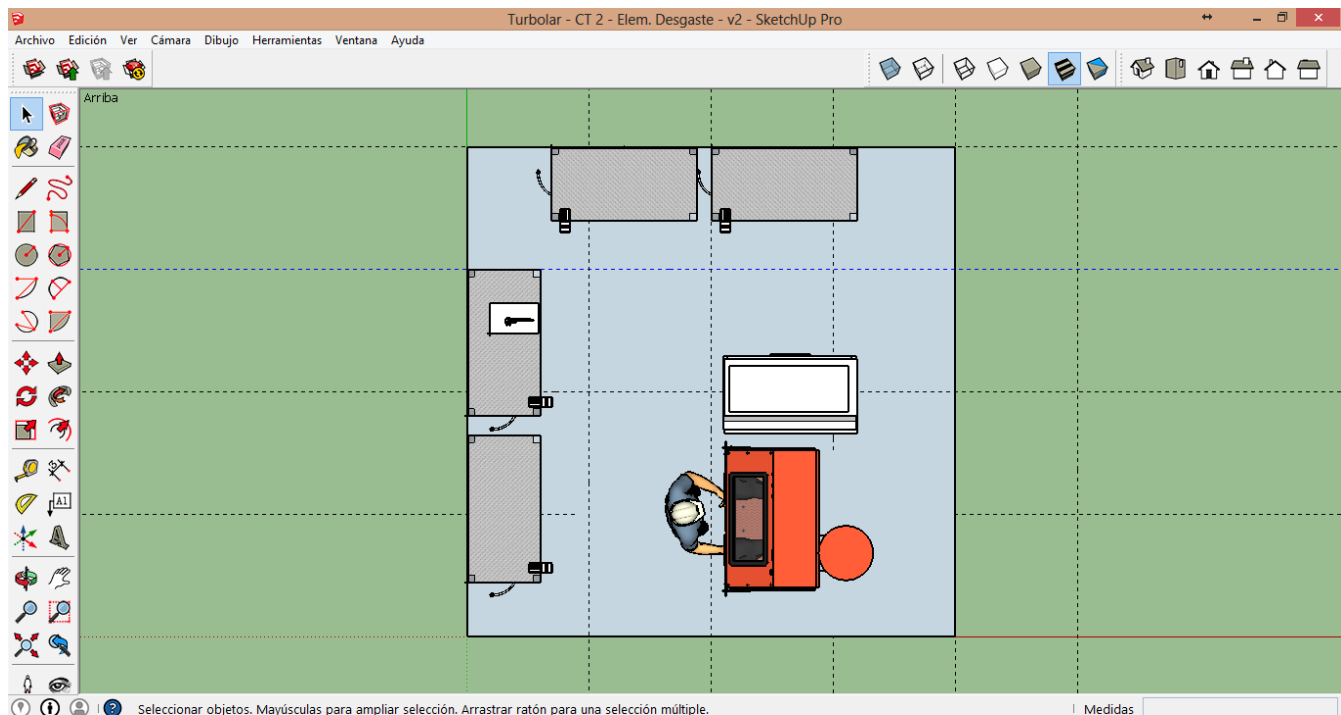 Turbolar - CT 2 - Elem. Desgaste - v2 - SketchUp Pro
Archivo Edición Ver Cámara Dibujo Herramientas Ventana Ayuda
Arriba
A1
Seleccionar objetos. Mayúsculas para ampliar selección. Arrastrar ratón para una selección múltiple.
Medidas